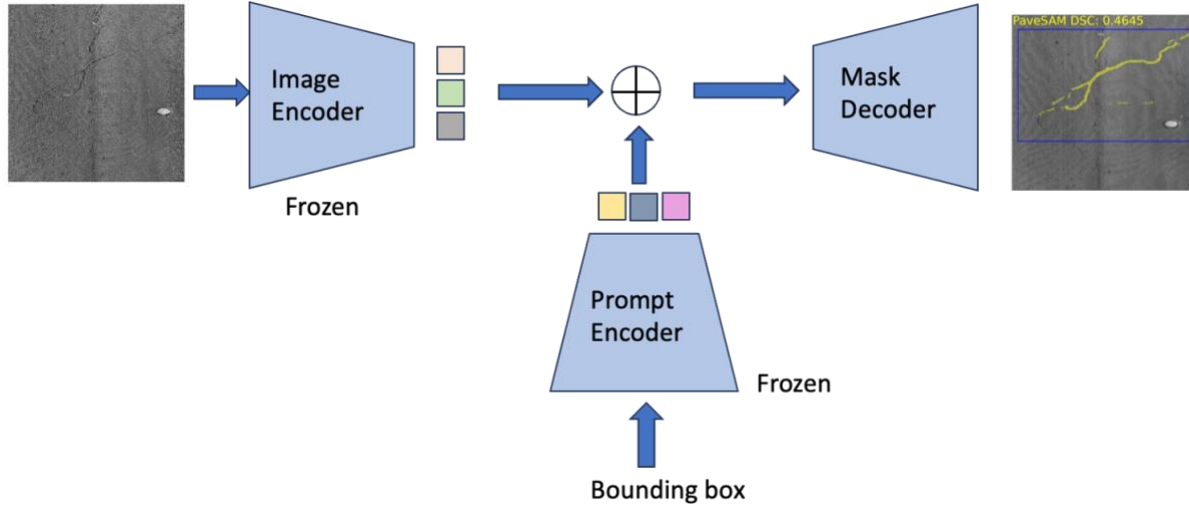 PaveSAM DSC: 0.4645
Image
Encoder
Mask
Decoder
Frozen
Prompt
Encoder
Frozen
Bounding box